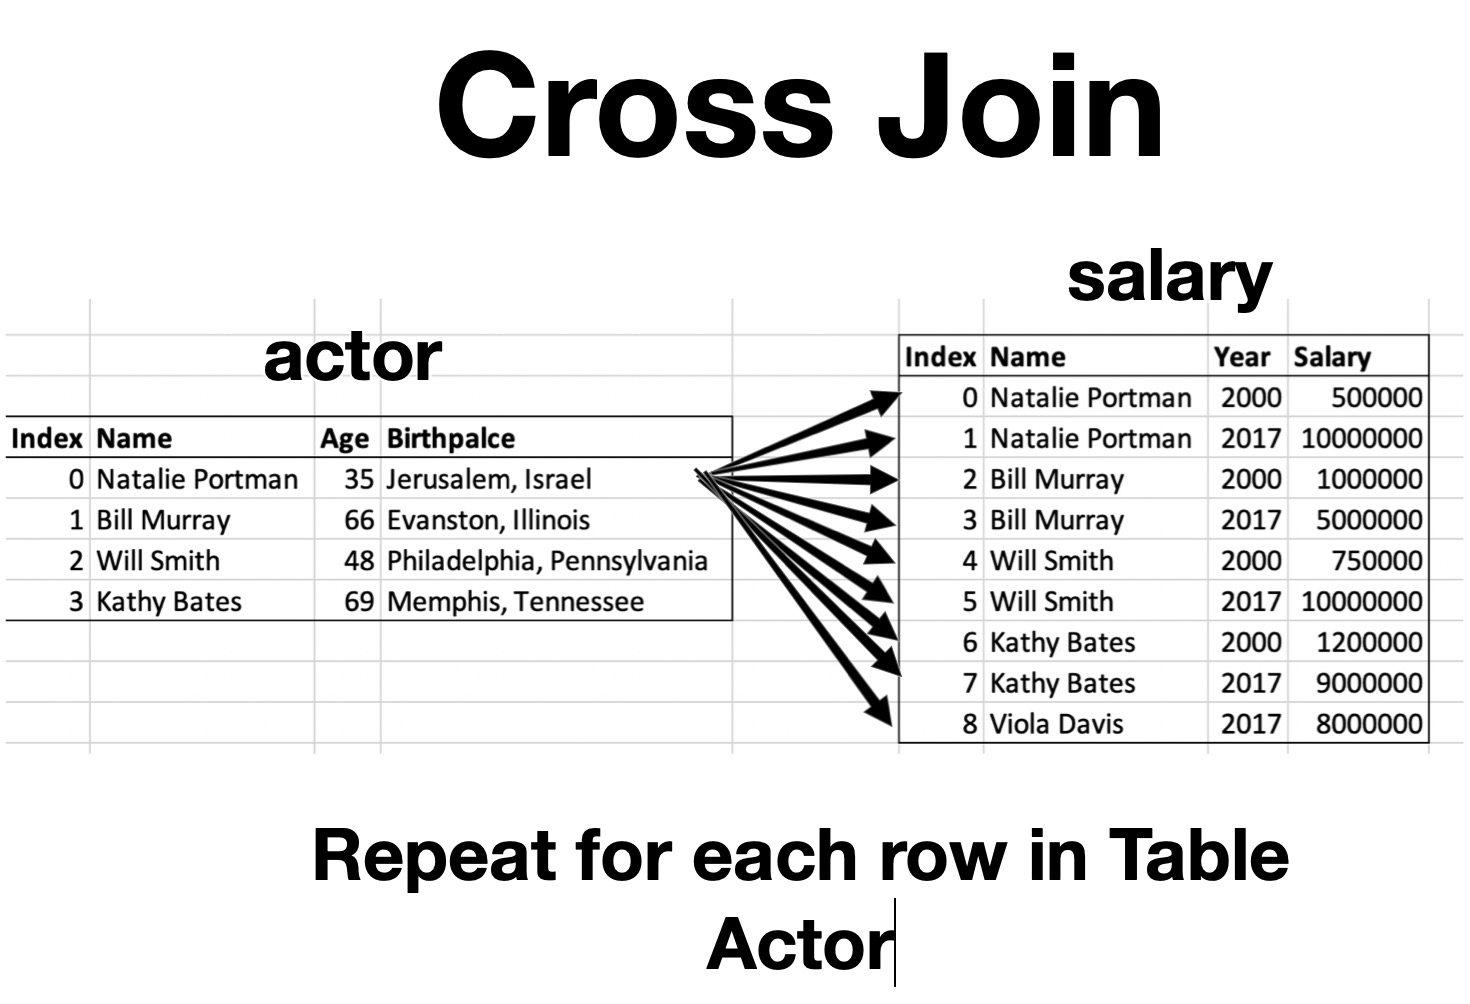 Cross Join
salary
actor
Index Name Age Birthpalce
0 Natalie Portman 35 Jerusalem, Israel
1 Bill Murray 66 Evanston, Illinois
2 Will Smith 48 Philadelphia, Pennsylvania
3 Kathy Bates 69 Memphis, Tennessee
Index Name Year Salary
0 Natalie Portman 2000 500000
1 Natalie Portman 2017 10000000
2 Bill Murray 2000 1000000
3 Bill Murray 2017 5000000
4 Will Smith 2000 750000
5 Will Smith 2017 10000000
6 Kathy Bates 2000 1200000
7 Kathy Bates 2017 9000000
8 Viola Davis 2017 8000000
Repeat for each row in Table
Actor